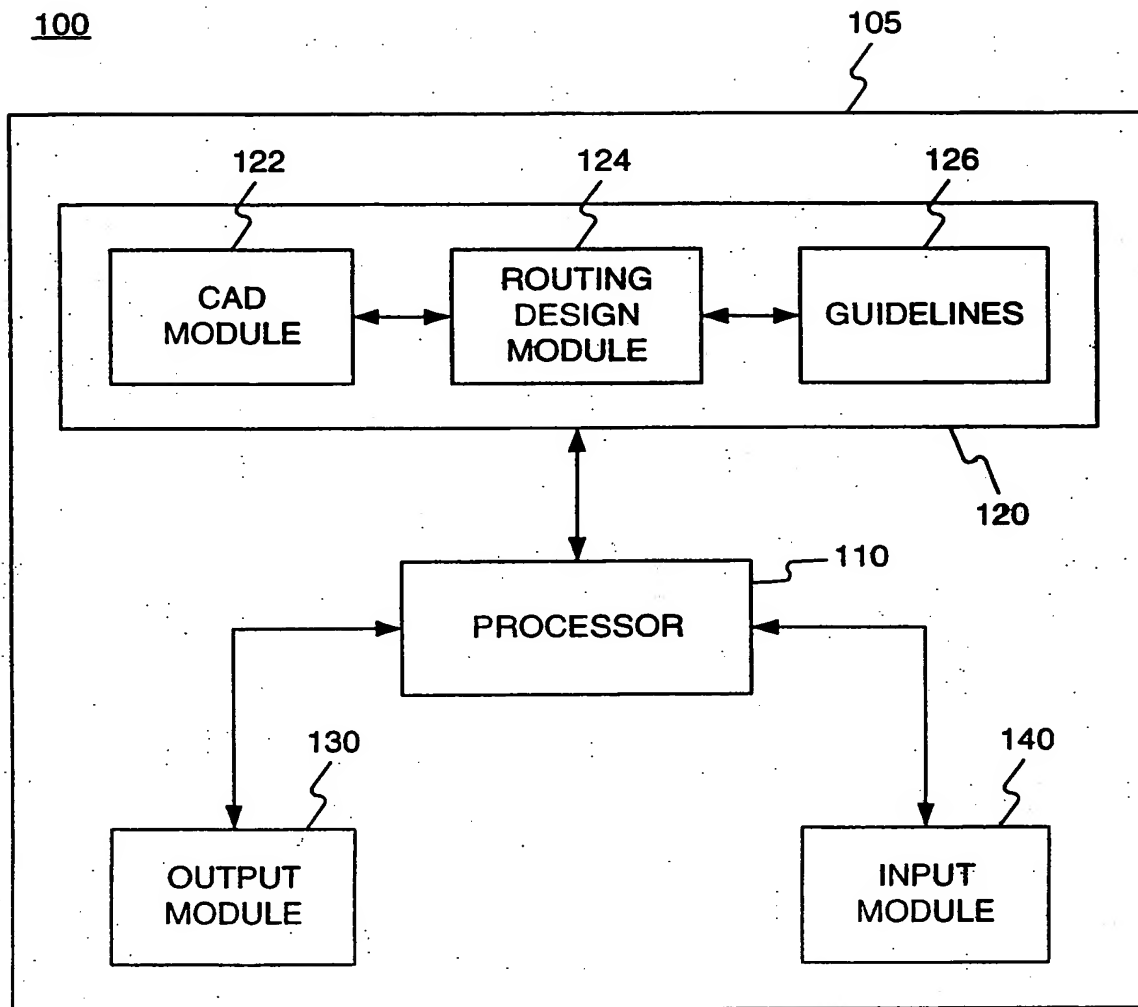 100
105
122
124
126
CAD
MODULE
ROUTING
DESIGN
MODULE
GUIDELINES
120
110
PROCESSOR
130
140
OUTPUT
MODULE
INPUT
MODULE